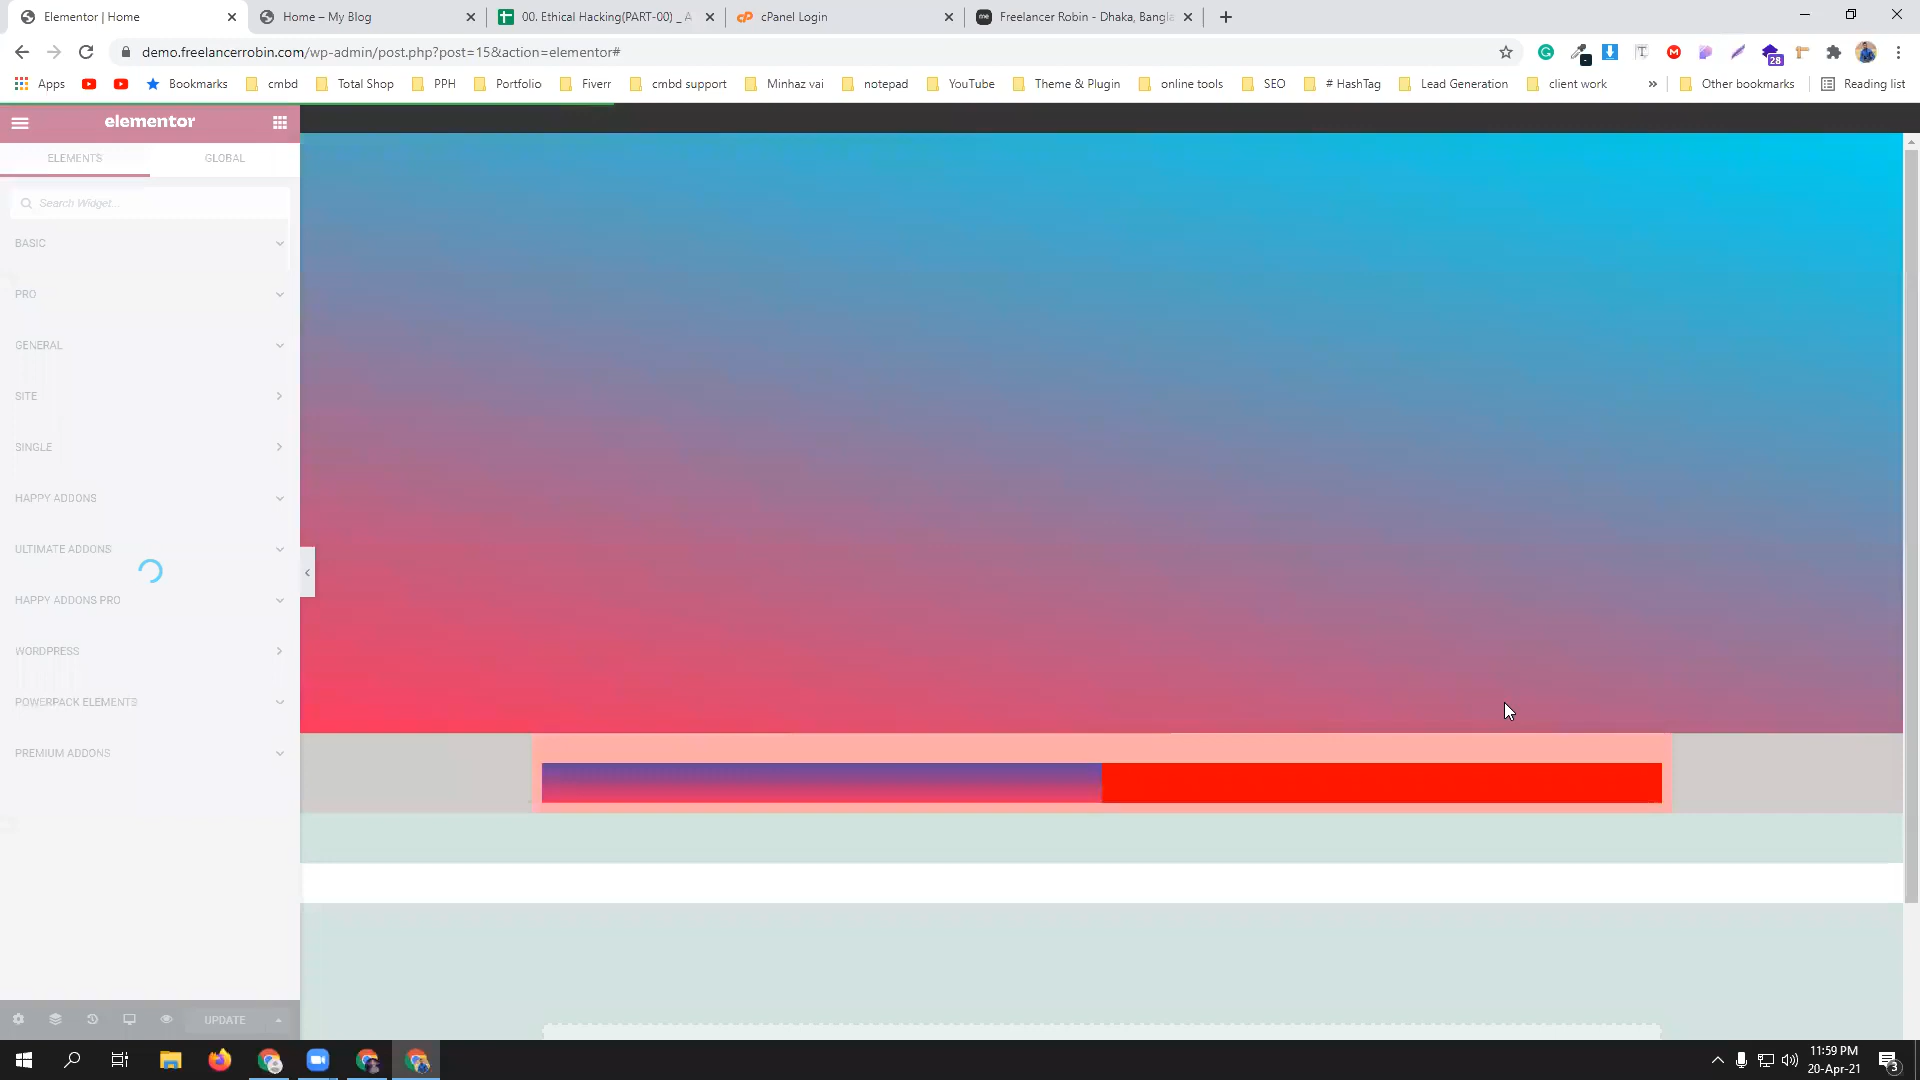 Elementor | Home
Home – My Blog
00. Ethical Hacking(PART-00) _ A
cPanel Login
Freelancer Robin - Dhaka, Bangla
demo.freelancerrobin.com/wp-admin/post.php?post=15&action=elementor#
28
Apps
Bookmarks
cmbd
Total Shop
PPH
Portfolio
Fiverr
cmbd support
Minhaz vai
notepad
YouTube
Theme & Plugin
online tools
SEO
# HashTag
Lead Generation
client work
»
Other bookmarks
Reading list
elementor
ELEMENTS
GLOBAL
Search Widget...
BASIC
PRO
GENERAL
SITE
SINGLE
HAPPY ADDONS
ULTIMATE ADDONS
HAPPY ADDONS PRO
WORDPRESS
POWERPACK ELEMENTS
PREMIUM ADDONS
UPDATE
11:59 PM
20-Apr-21
3